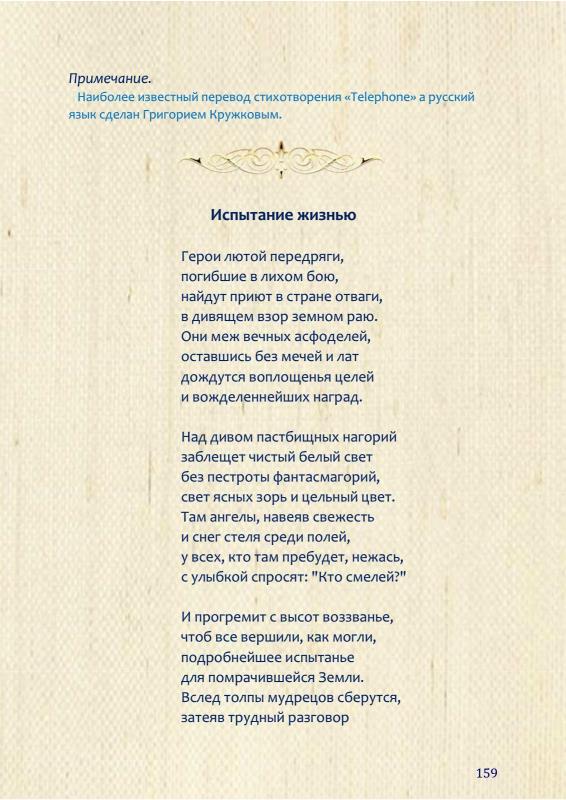 Примечание.
Наиболее известный перевод стихотворения «Telephone» а русский
язык сделан Григорием Кружковым.
Испытание жизнью
Герои лютой передряги,
погибшие в лихом бою,
найдут приют в стране отваги,
в дивящем взор земном раю.
Они меж вечных асфоделей,
оставшись без мечей и лат
дождутся воплощенья целей
и вожделеннейших наград.
Над дивом пастбищных нагорий
заблещет чистый белый свет
без пестроты фантасмагорий,
свет ясных зорь и цельный цвет.
Там ангелы, навеяв свежесть
и снег стеля среди полей,
у всех, кто там пребудет, нежась,
с улыбкой спросят: "Кто смелей?"
И прогремит с высот воззванье,
чтоб все вершили, как могли,
подробнейшее испытанье
для помрачившейся Земли.
Вслед толпы мудрецов сберутся,
затеяв трудный разговор
159